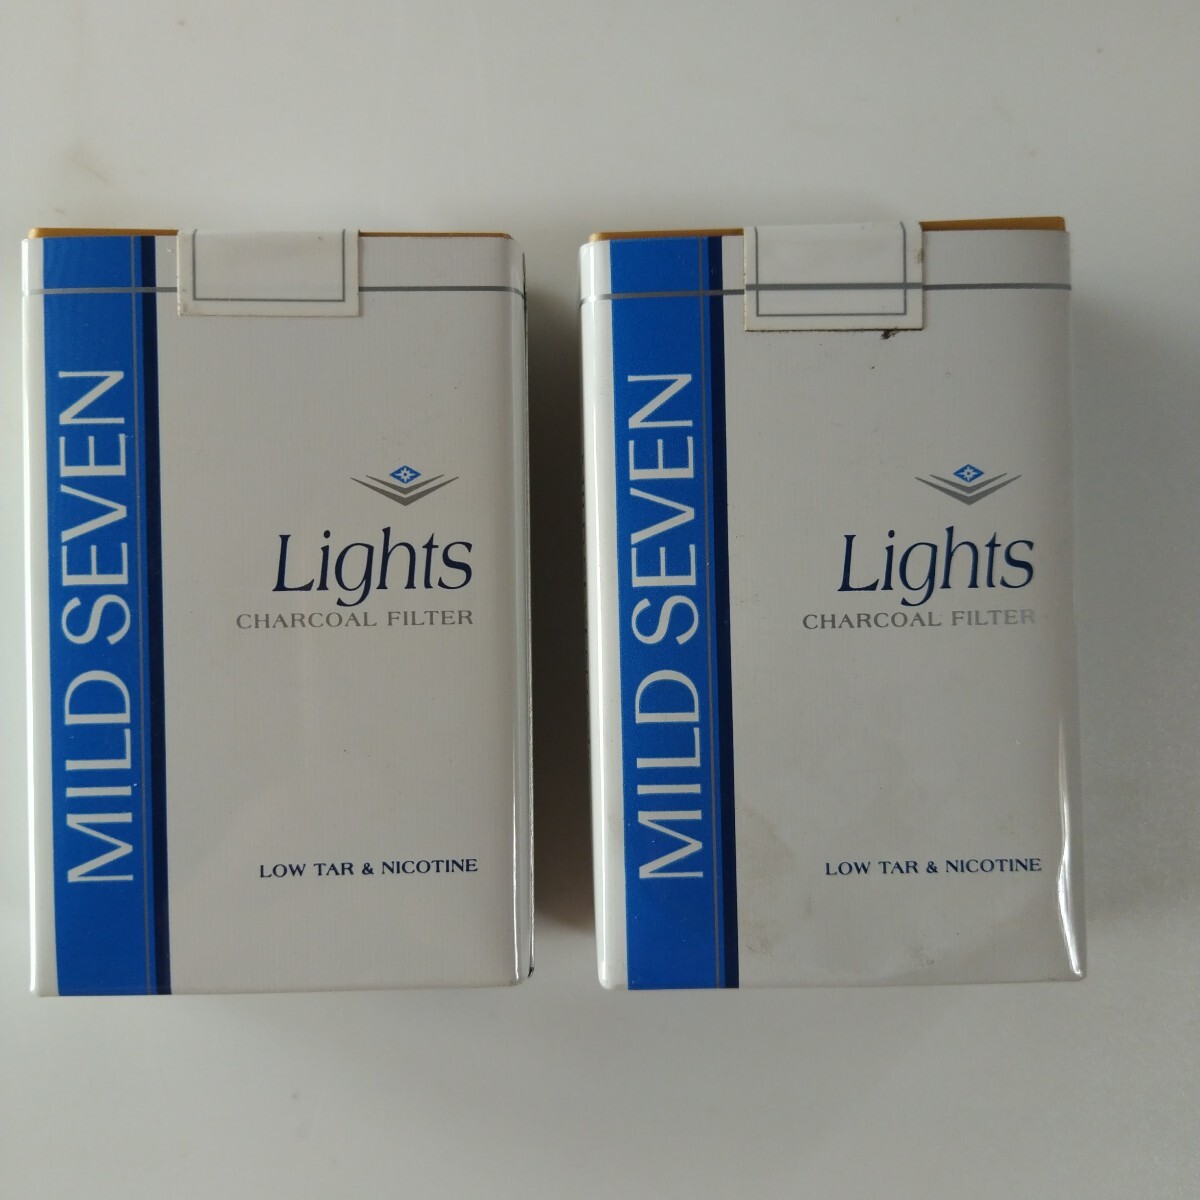 MILD SEVEN
Lights
CHARCOAL FILTER
LOW TAR & NICOTINE
MILD SEVEN
Lights
CHARCOAL FILTER
LOW TAR & NICOTINE